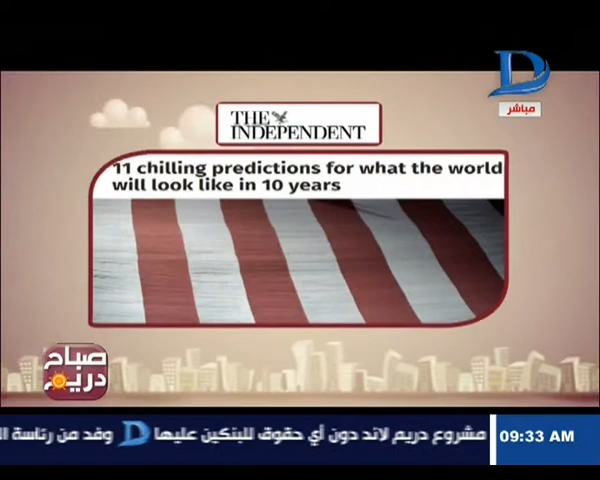 مباشر
THE
INDEPENDENT
11 chilling predictions for what the world
will look like in 10 years
صباح
دريم
مشروع دريم لاند دون أي حقوق للبنكين عليها وفد من رئاسة ال
09:33 AM